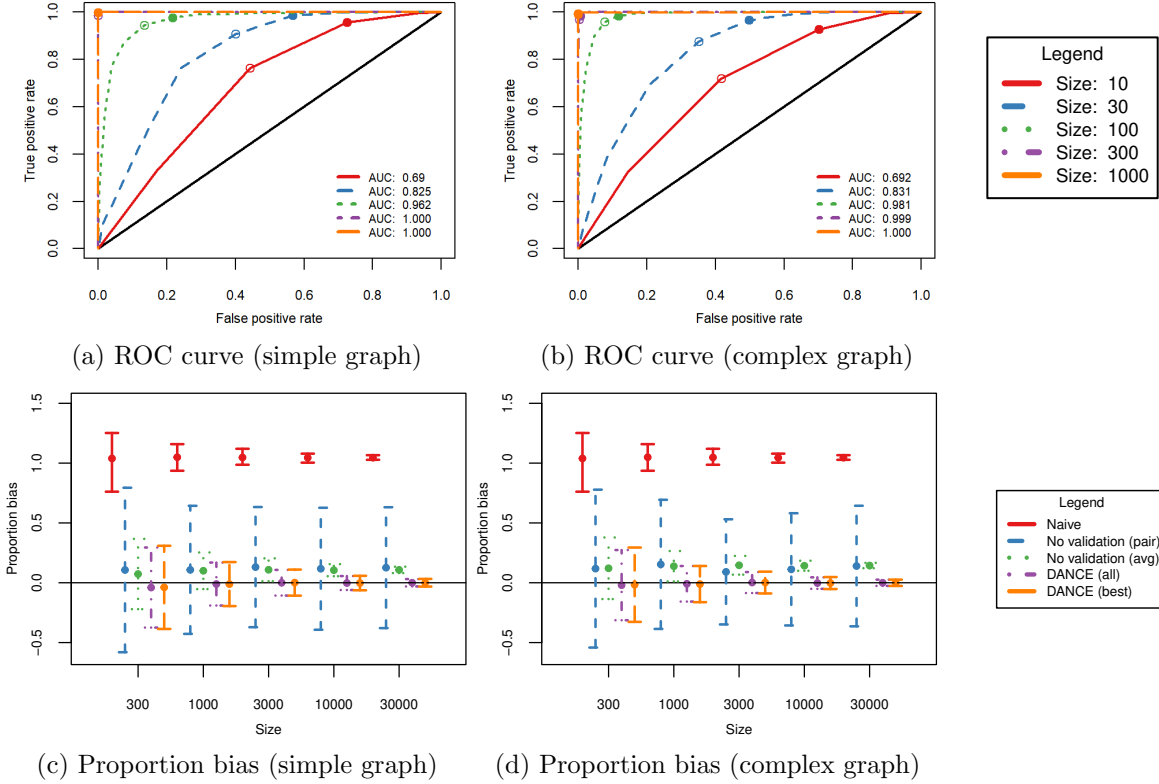 True positive rate
1.0
0.8
0.6
0.4
0.2
0.0
AUC: 0.69
AUC: 0.825
AUC: 0.962
AUC: 1.000
AUC: 1.000
0.0 0.2 0.4 0.6 0.8 1.0
False positive rate
(a) ROC curve (simple graph)
True positive rate
1.0
0.8
0.6
0.4
0.2
0.0
AUC: 0.692
AUC: 0.831
AUC: 0.981
AUC: 0.999
AUC: 1.000
0.0 0.2 0.4 0.6 0.8 1.0
False positive rate
(b) ROC curve (complex graph)
Legend
Size: 10
Size: 30
Size: 100
Size: 300
Size: 1000
Proportion bias
1.5
1.0
0.5
0.0
−0.5
300 1000 3000 10000 30000
Size
(c) Proportion bias (simple graph)
Proportion bias
1.5
1.0
0.5
0.0
−0.5
300 1000 3000 10000 30000
Size
(d) Proportion bias (complex graph)
Legend
Naive
No validation (pair)
No validation (avg)
DANCE (all)
DANCE (best)